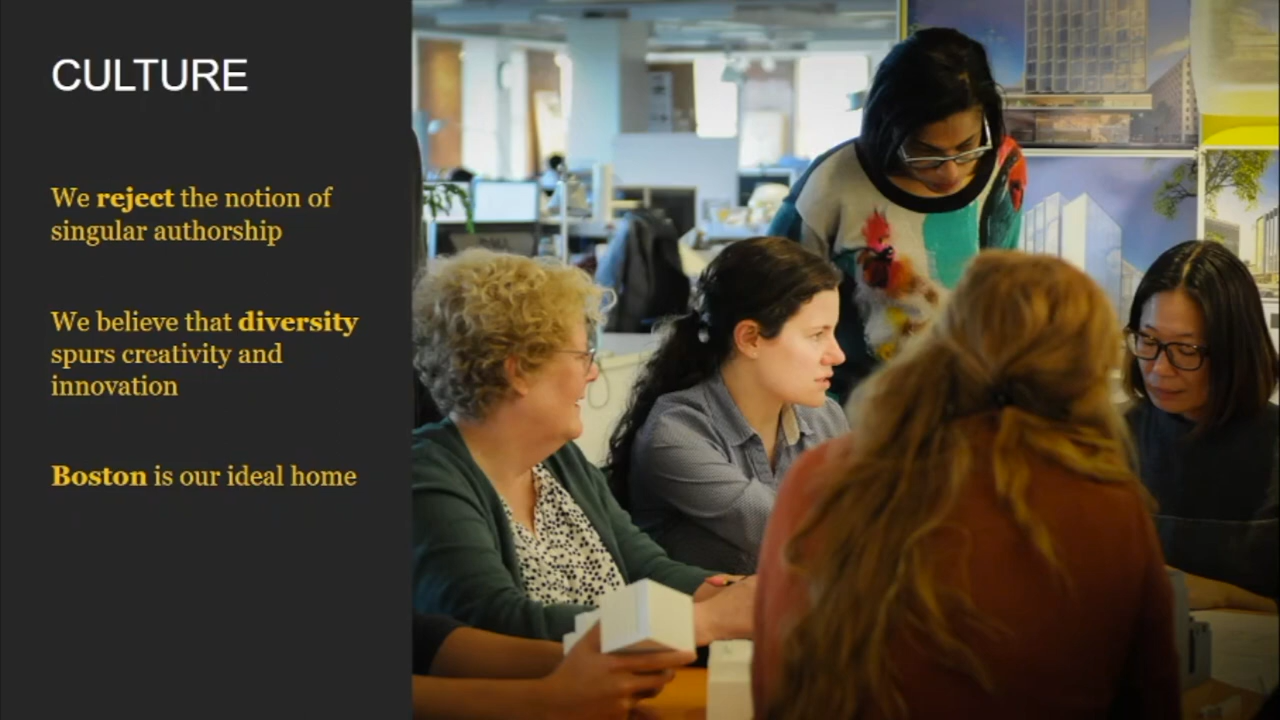 CULTURE
We reject the notion of
singular authorship
We believe that diversity
spurs creativity and
innovation
Boston is our ideal home